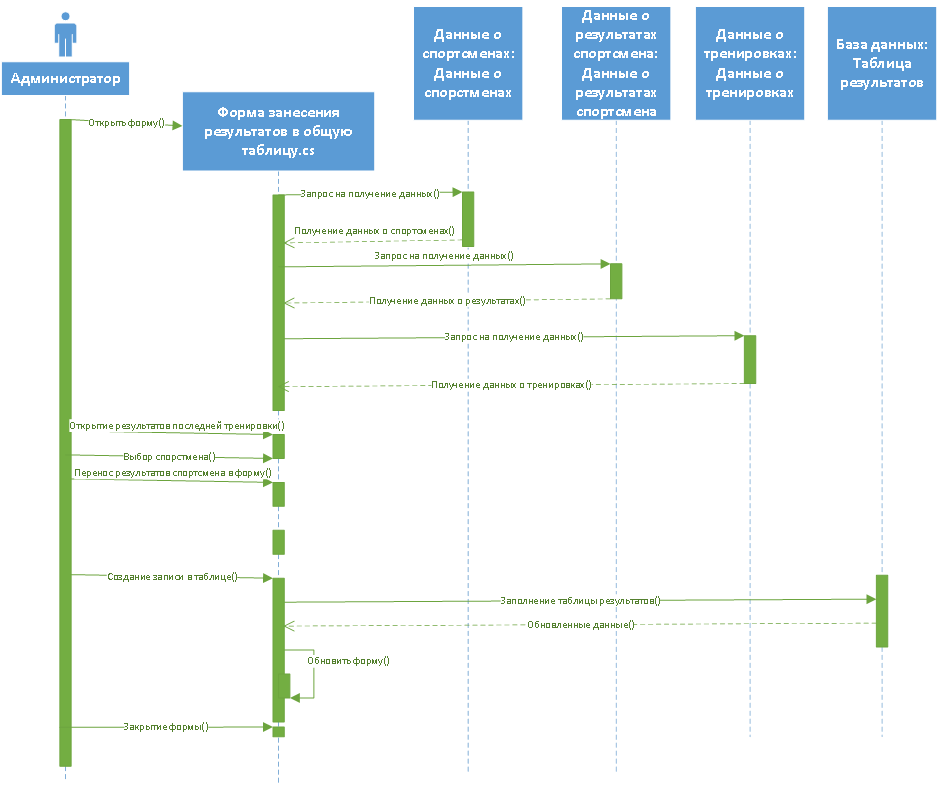 Данные о
спортсменах:
Данные о
спорстменах
Данные о
результатах
спортсмена:
Данные о
результатах
спортсмена
Данные о
тренировках:
Данные о
тренировках
База данных:
Таблица
результатов
Администратор
Форма занесения
результатов в общую
таблицу.cs
Открыть форму()
Запрос на получение данных()
Получение данных о спортсменах()
Запрос на получение данных()
Получение данных о результатах()
Запрос на получение данных()
Получение данных о тренировках()
Открытие результатов последней тренировки()
Выбор спорстмена()
Перенос результатов спортсмена в форму()
Создание записи в таблице()
Заполнение таблицы результатов()
Обновленные данные()
Обновить форму()
Закрытие формы()